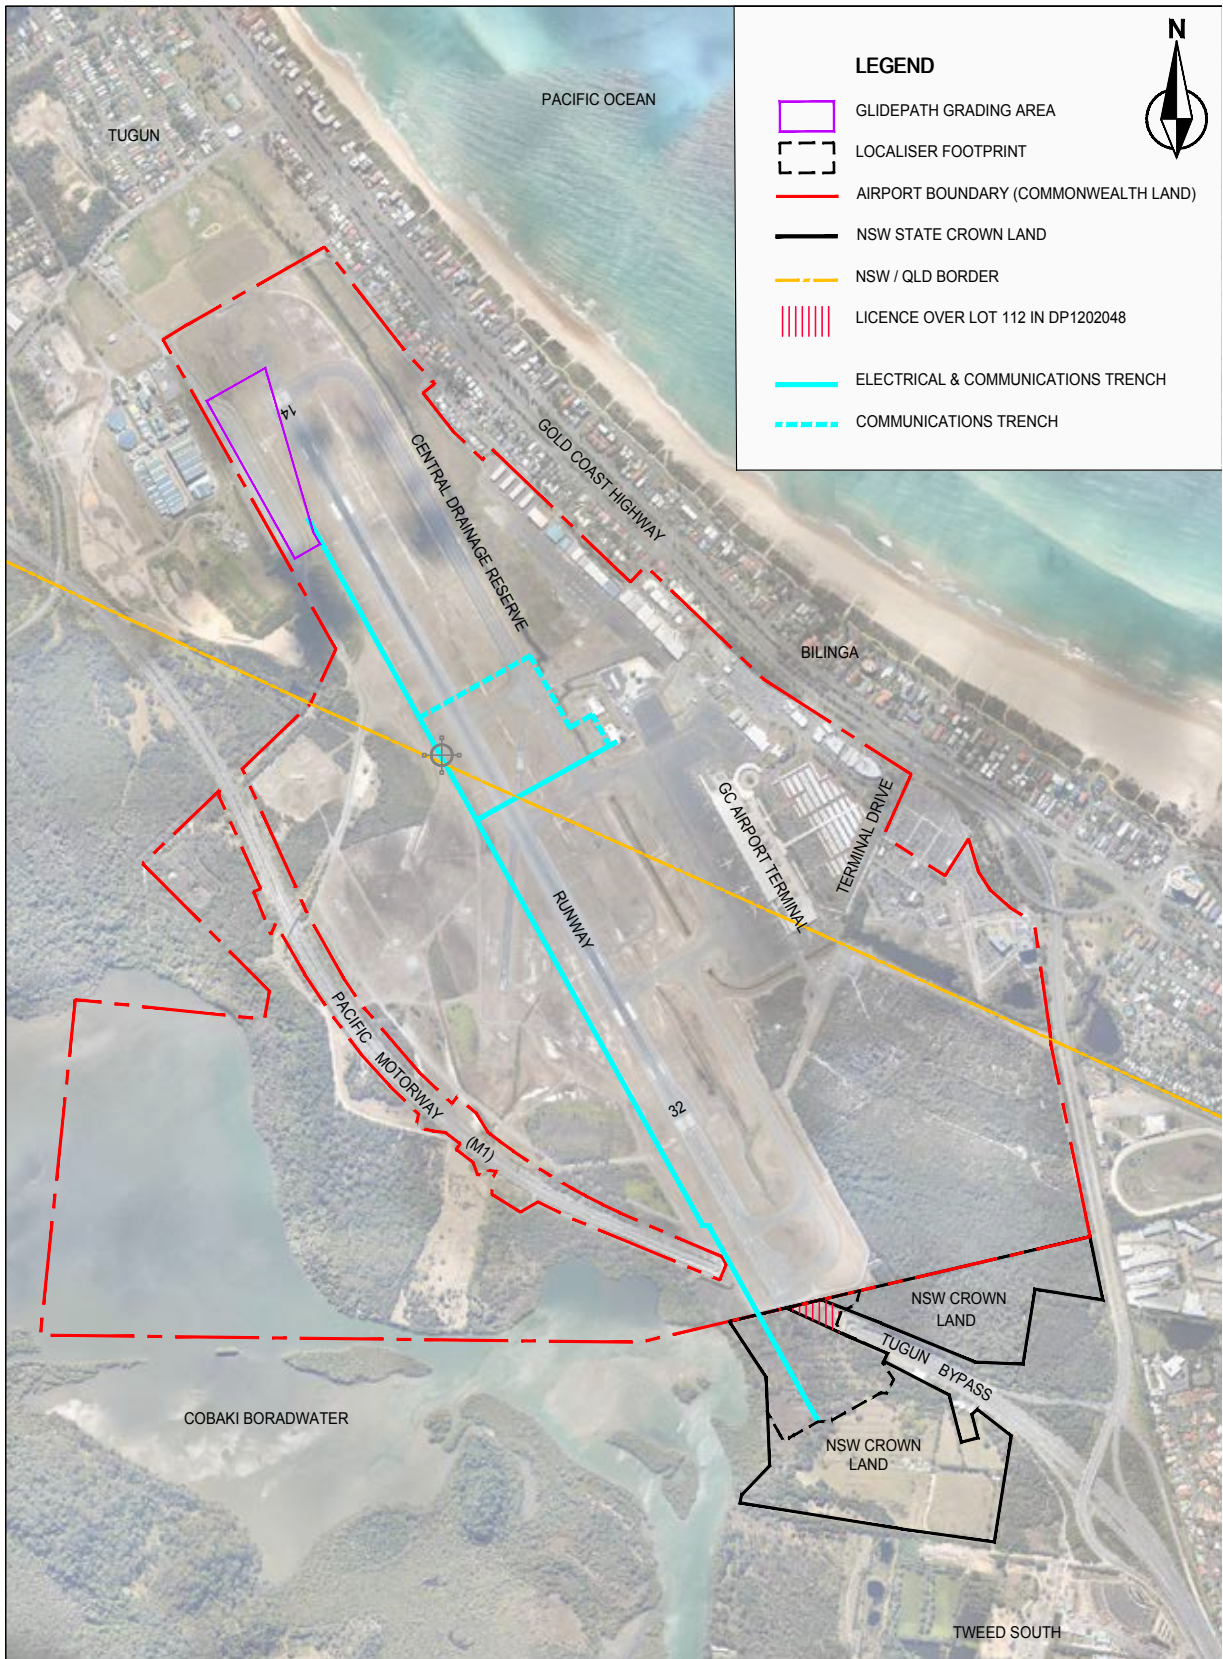 N
LEGEND
GLIDEPATH GRADING AREA
LOCALISER FOOTPRINT
AIRPORT BOUNDARY (COMMONWEALTH LAND)
NSW STATE CROWN LAND
NSW / QLD BORDER
LICENCE OVER LOT 112 IN DP1202048
ELECTRICAL & COMMUNICATIONS TRENCH
COMMUNICATIONS TRENCH
PACIFIC OCEAN
TUGUN
14
GOLD COAST HIGHWAY
CENTRAL DRAINAGE RESERVE
BILINGA
GC AIRPORT TERMINAL
TERMINAL DRIVE
RUNWAY
PACIFIC MOTORWAY
(M1)
32
NSW CROWN
LAND
TUGUN BYPASS
COBAKI BORADWATER
NSW CROWN
LAND
TWEED SOUTH